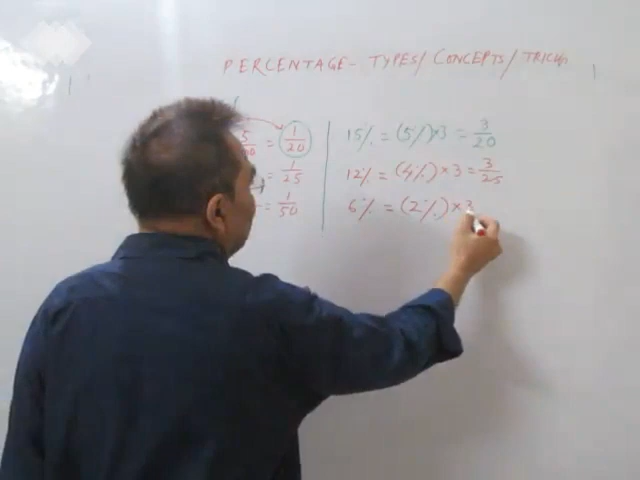 PERCENTAGE - TYPES/CONCEPTS/TRICKS
= 1/20
15% = (5%)×3 = 3/20
= 1/25
12% = (4%)×3 = 3/25
= 1/50
6% = (2%)×3